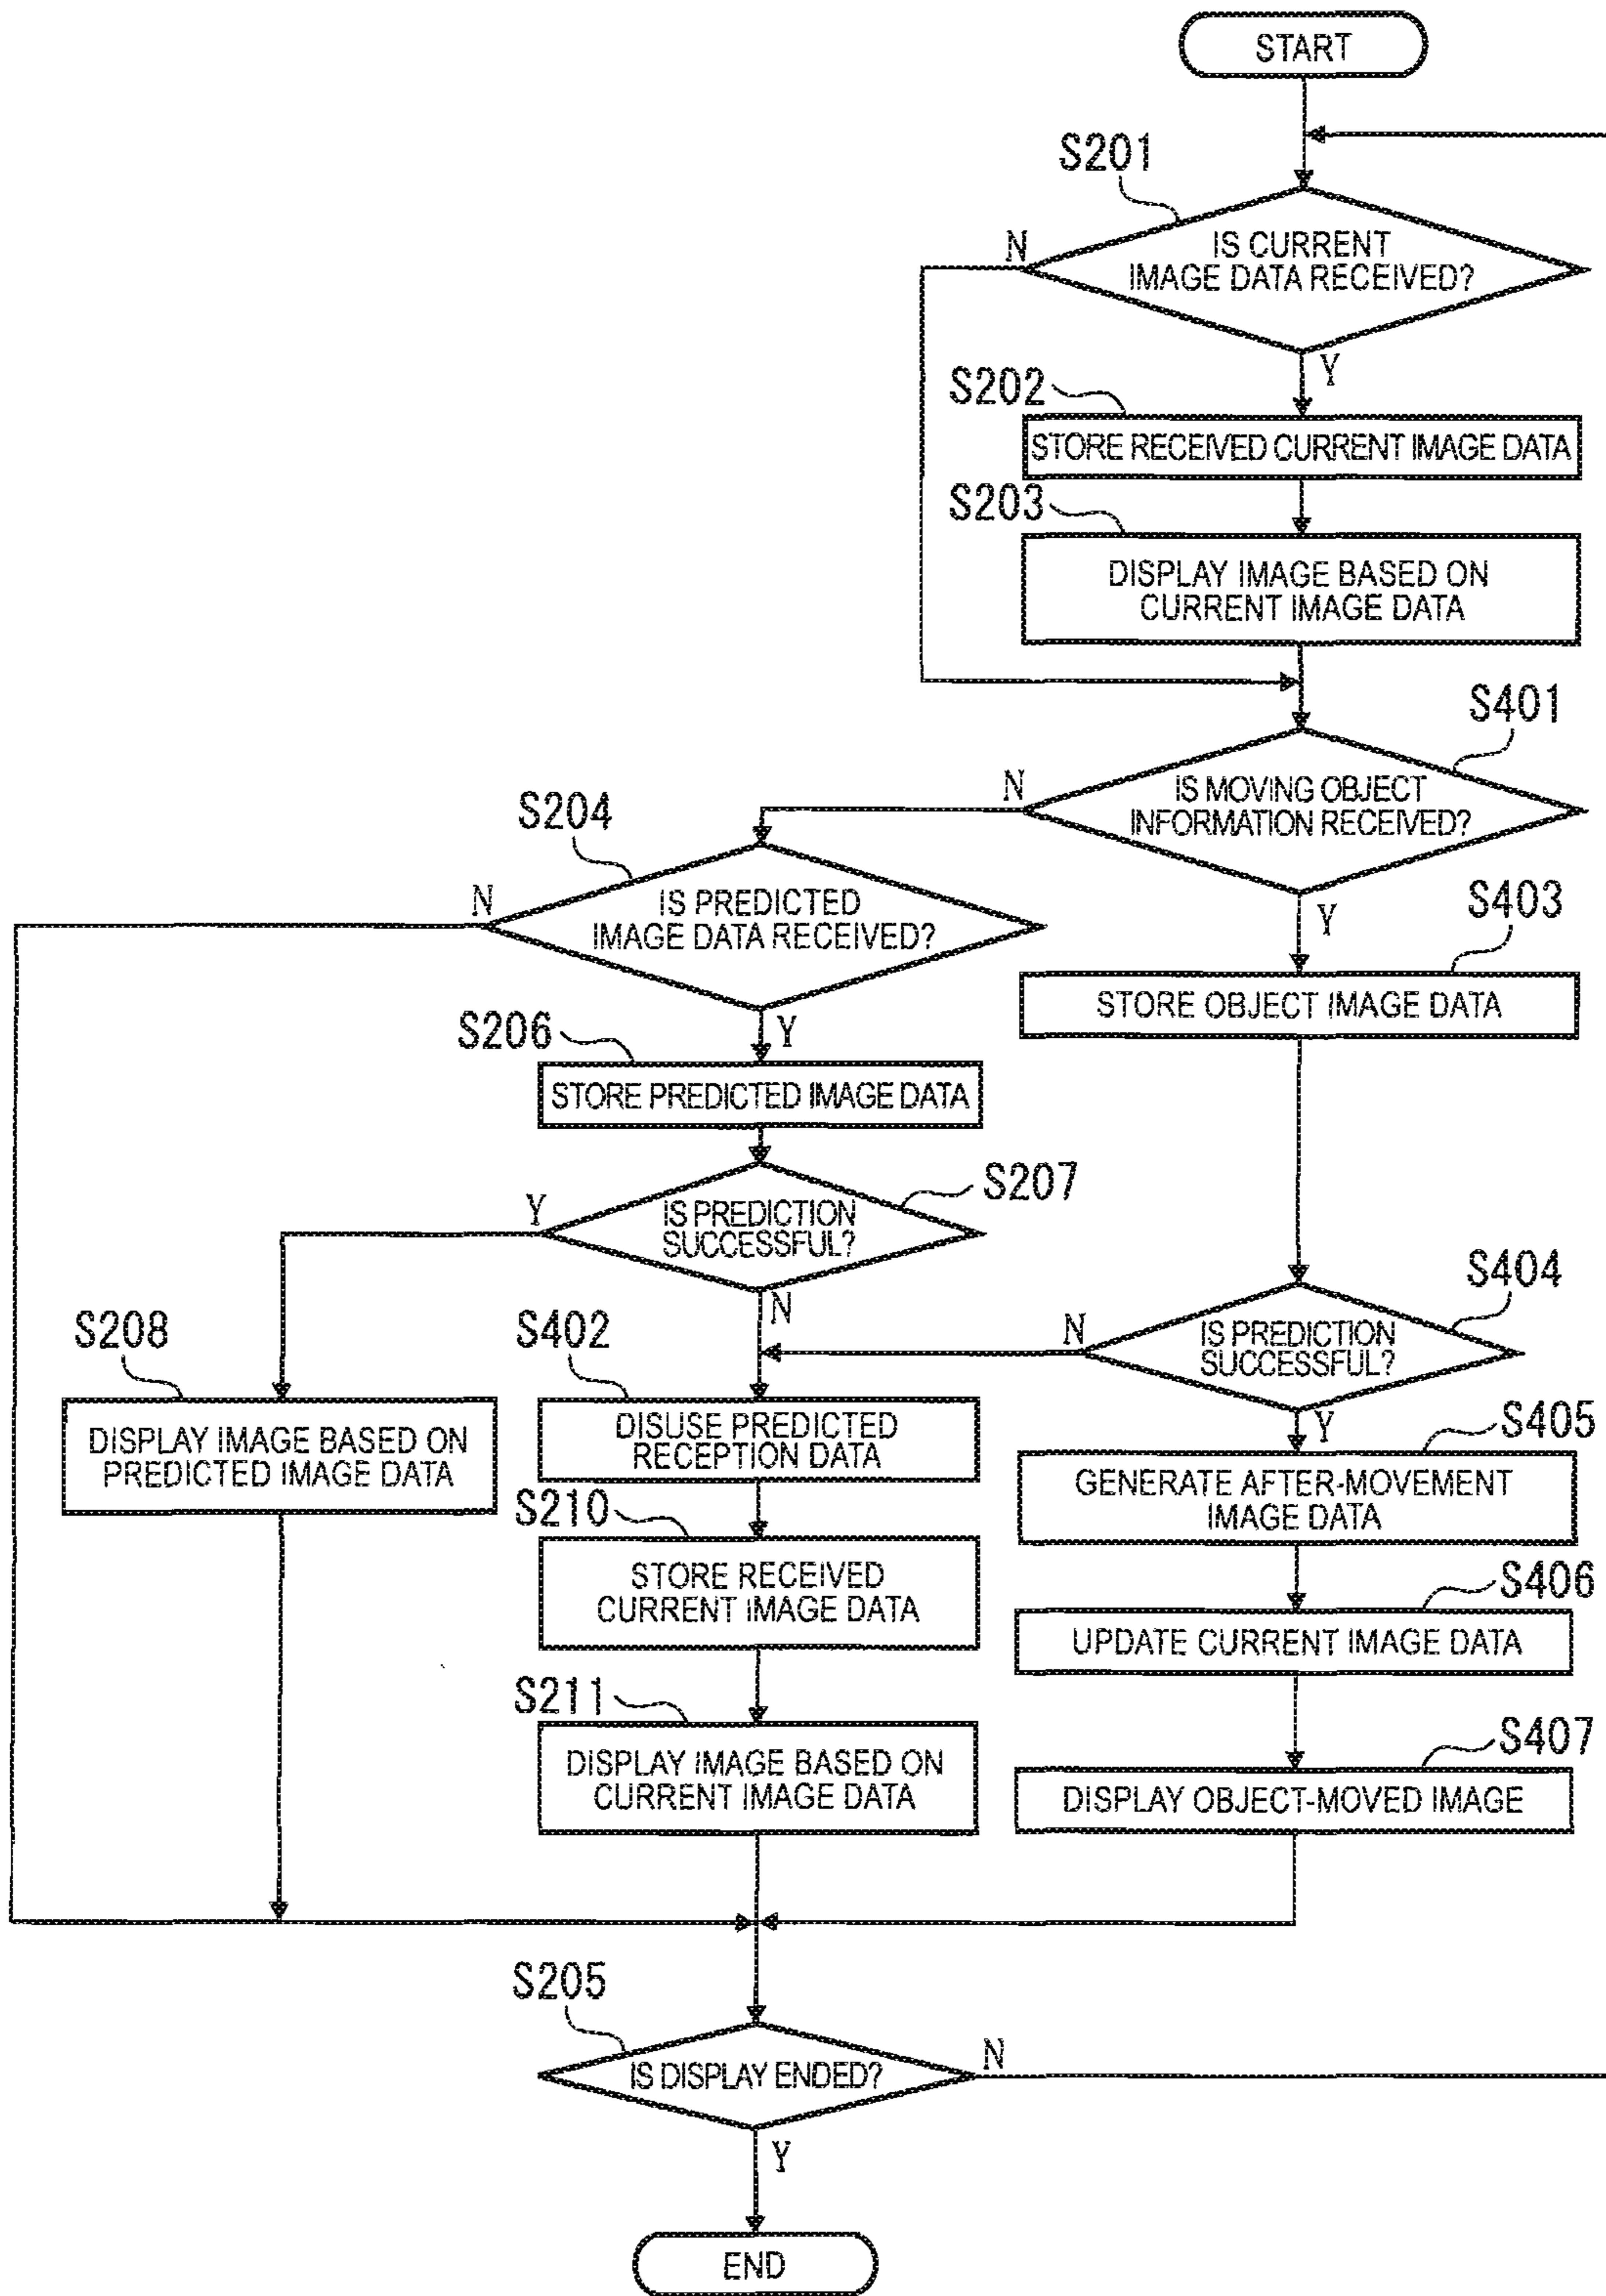 START
S201
N
IS CURRENT
IMAGE DATA RECEIVED?
Y
S202
STORE RECEIVED CURRENT IMAGE DATA
S203
DISPLAY IMAGE BASED ON
CURRENT IMAGE DATA
S401
N
IS MOVING OBJECT
INFORMATION RECEIVED?
Y
S204
N
IS PREDICTED
IMAGE DATA RECEIVED?
Y
S403
STORE OBJECT IMAGE DATA
S206
STORE PREDICTED IMAGE DATA
S207
Y
IS PREDICTION
SUCCESSFUL?
N
S404
N
IS PREDICTION
SUCCESSFUL?
Y
S208
DISPLAY IMAGE BASED ON
PREDICTED IMAGE DATA
S402
DISUSE PREDICTED
RECEPTION DATA
S405
GENERATE AFTER-MOVEMENT
IMAGE DATA
S210
STORE RECEIVED
CURRENT IMAGE DATA
S406
UPDATE CURRENT IMAGE DATA
S211
DISPLAY IMAGE BASED ON
CURRENT IMAGE DATA
S407
DISPLAY OBJECT-MOVED IMAGE
S205
IS DISPLAY ENDED?
N
Y
END